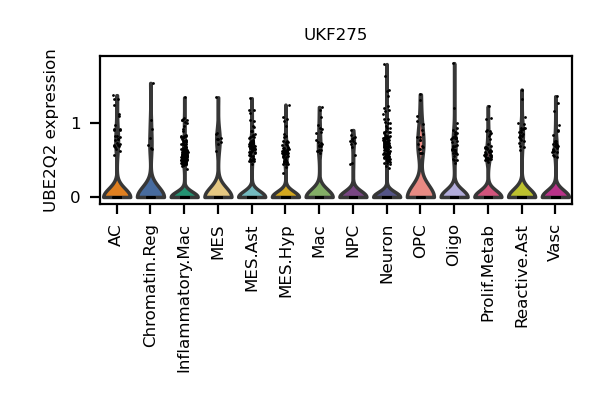 UKF275
UBE2Q2 expression
1
0
AC
Chromatin.Reg
Inflammatory.Mac
MES
MES.Ast
MES.Hyp
Mac
NPC
Neuron
OPC
Oligo
Prolif.Metab
Reactive.Ast
Vasc